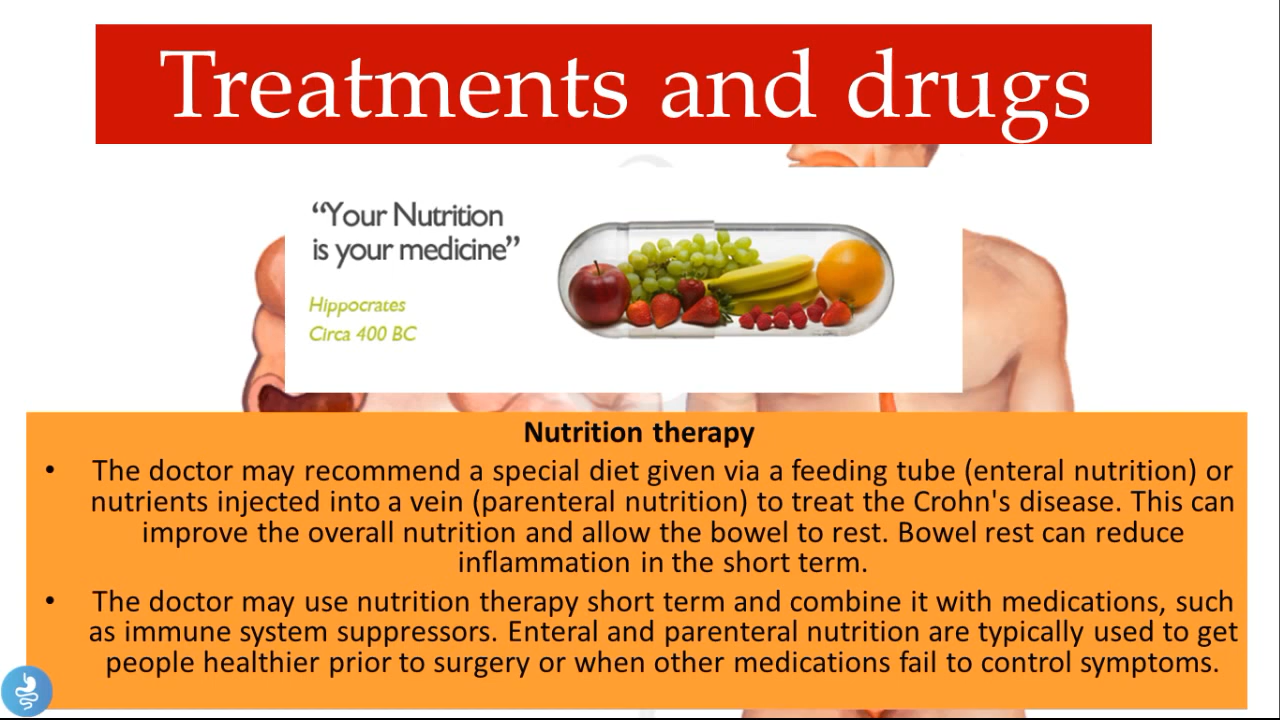 Treatments and drugs
“Your Nutrition
is your medicine”
Hippocrates
Circa 400 BC
Nutrition therapy
• The doctor may recommend a special diet given via a feeding tube (enteral nutrition) or
nutrients injected into a vein (parenteral nutrition) to treat the Crohn's disease. This can
improve the overall nutrition and allow the bowel to rest. Bowel rest can reduce
inflammation in the short term.
• The doctor may use nutrition therapy short term and combine it with medications, such
as immune system suppressors. Enteral and parenteral nutrition are typically used to get
people healthier prior to surgery or when other medications fail to control symptoms.